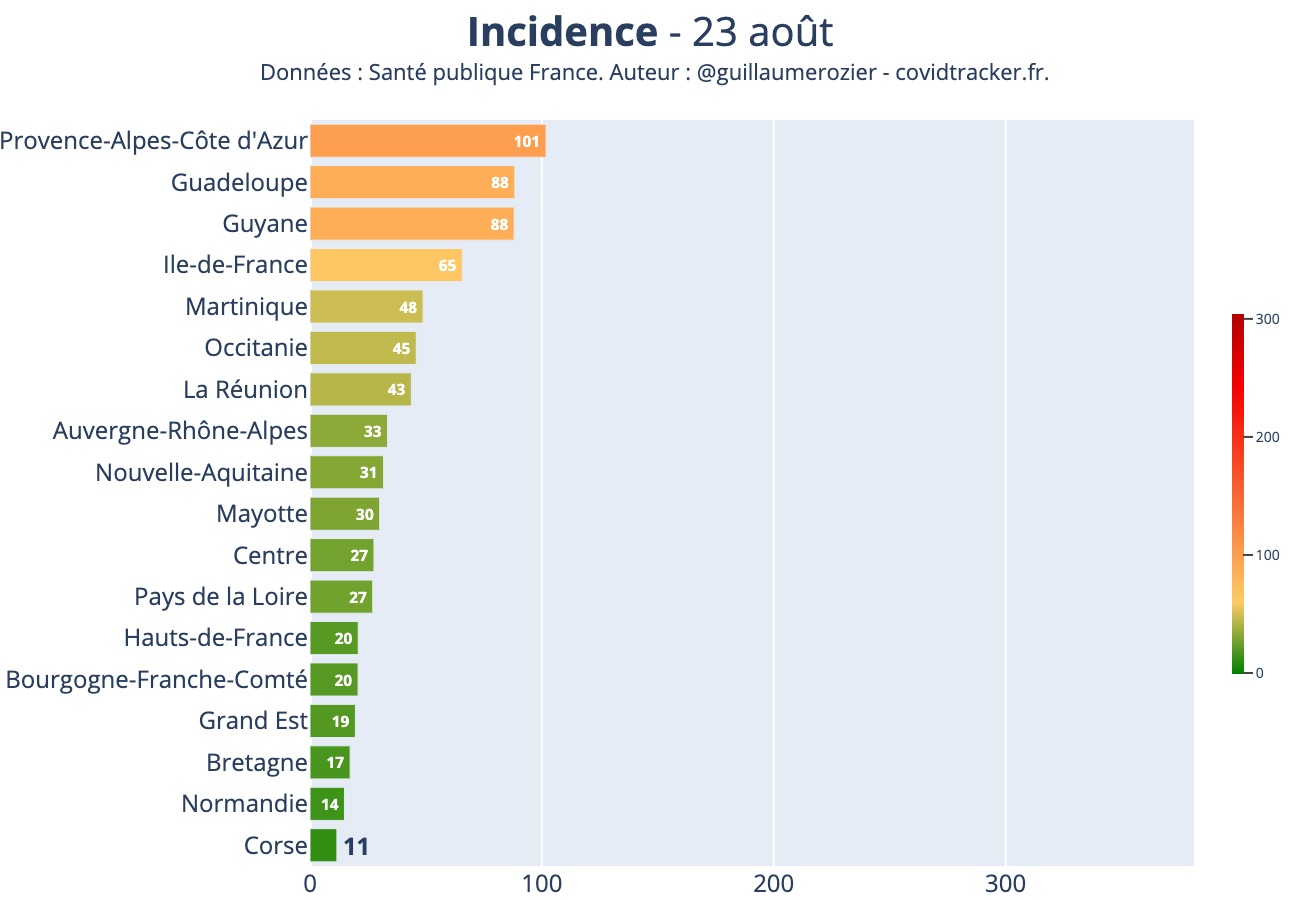 Incidence - 23 août
Données : Santé publique France. Auteur : @guillaumerozier - covidtracker.fr.
Provence-Alpes-Côte d'Azur 101
Guadeloupe 88
Guyane 88
Ile-de-France 65
Martinique 48
Occitanie 45
La Réunion 43
Auvergne-Rhône-Alpes 33
Nouvelle-Aquitaine 31
Mayotte 30
Centre 27
Pays de la Loire 27
Hauts-de-France 20
Bourgogne-Franche-Comté 20
Grand Est 19
Bretagne 17
Normandie 14
Corse 11
0 100 200 300
300
200
100
0